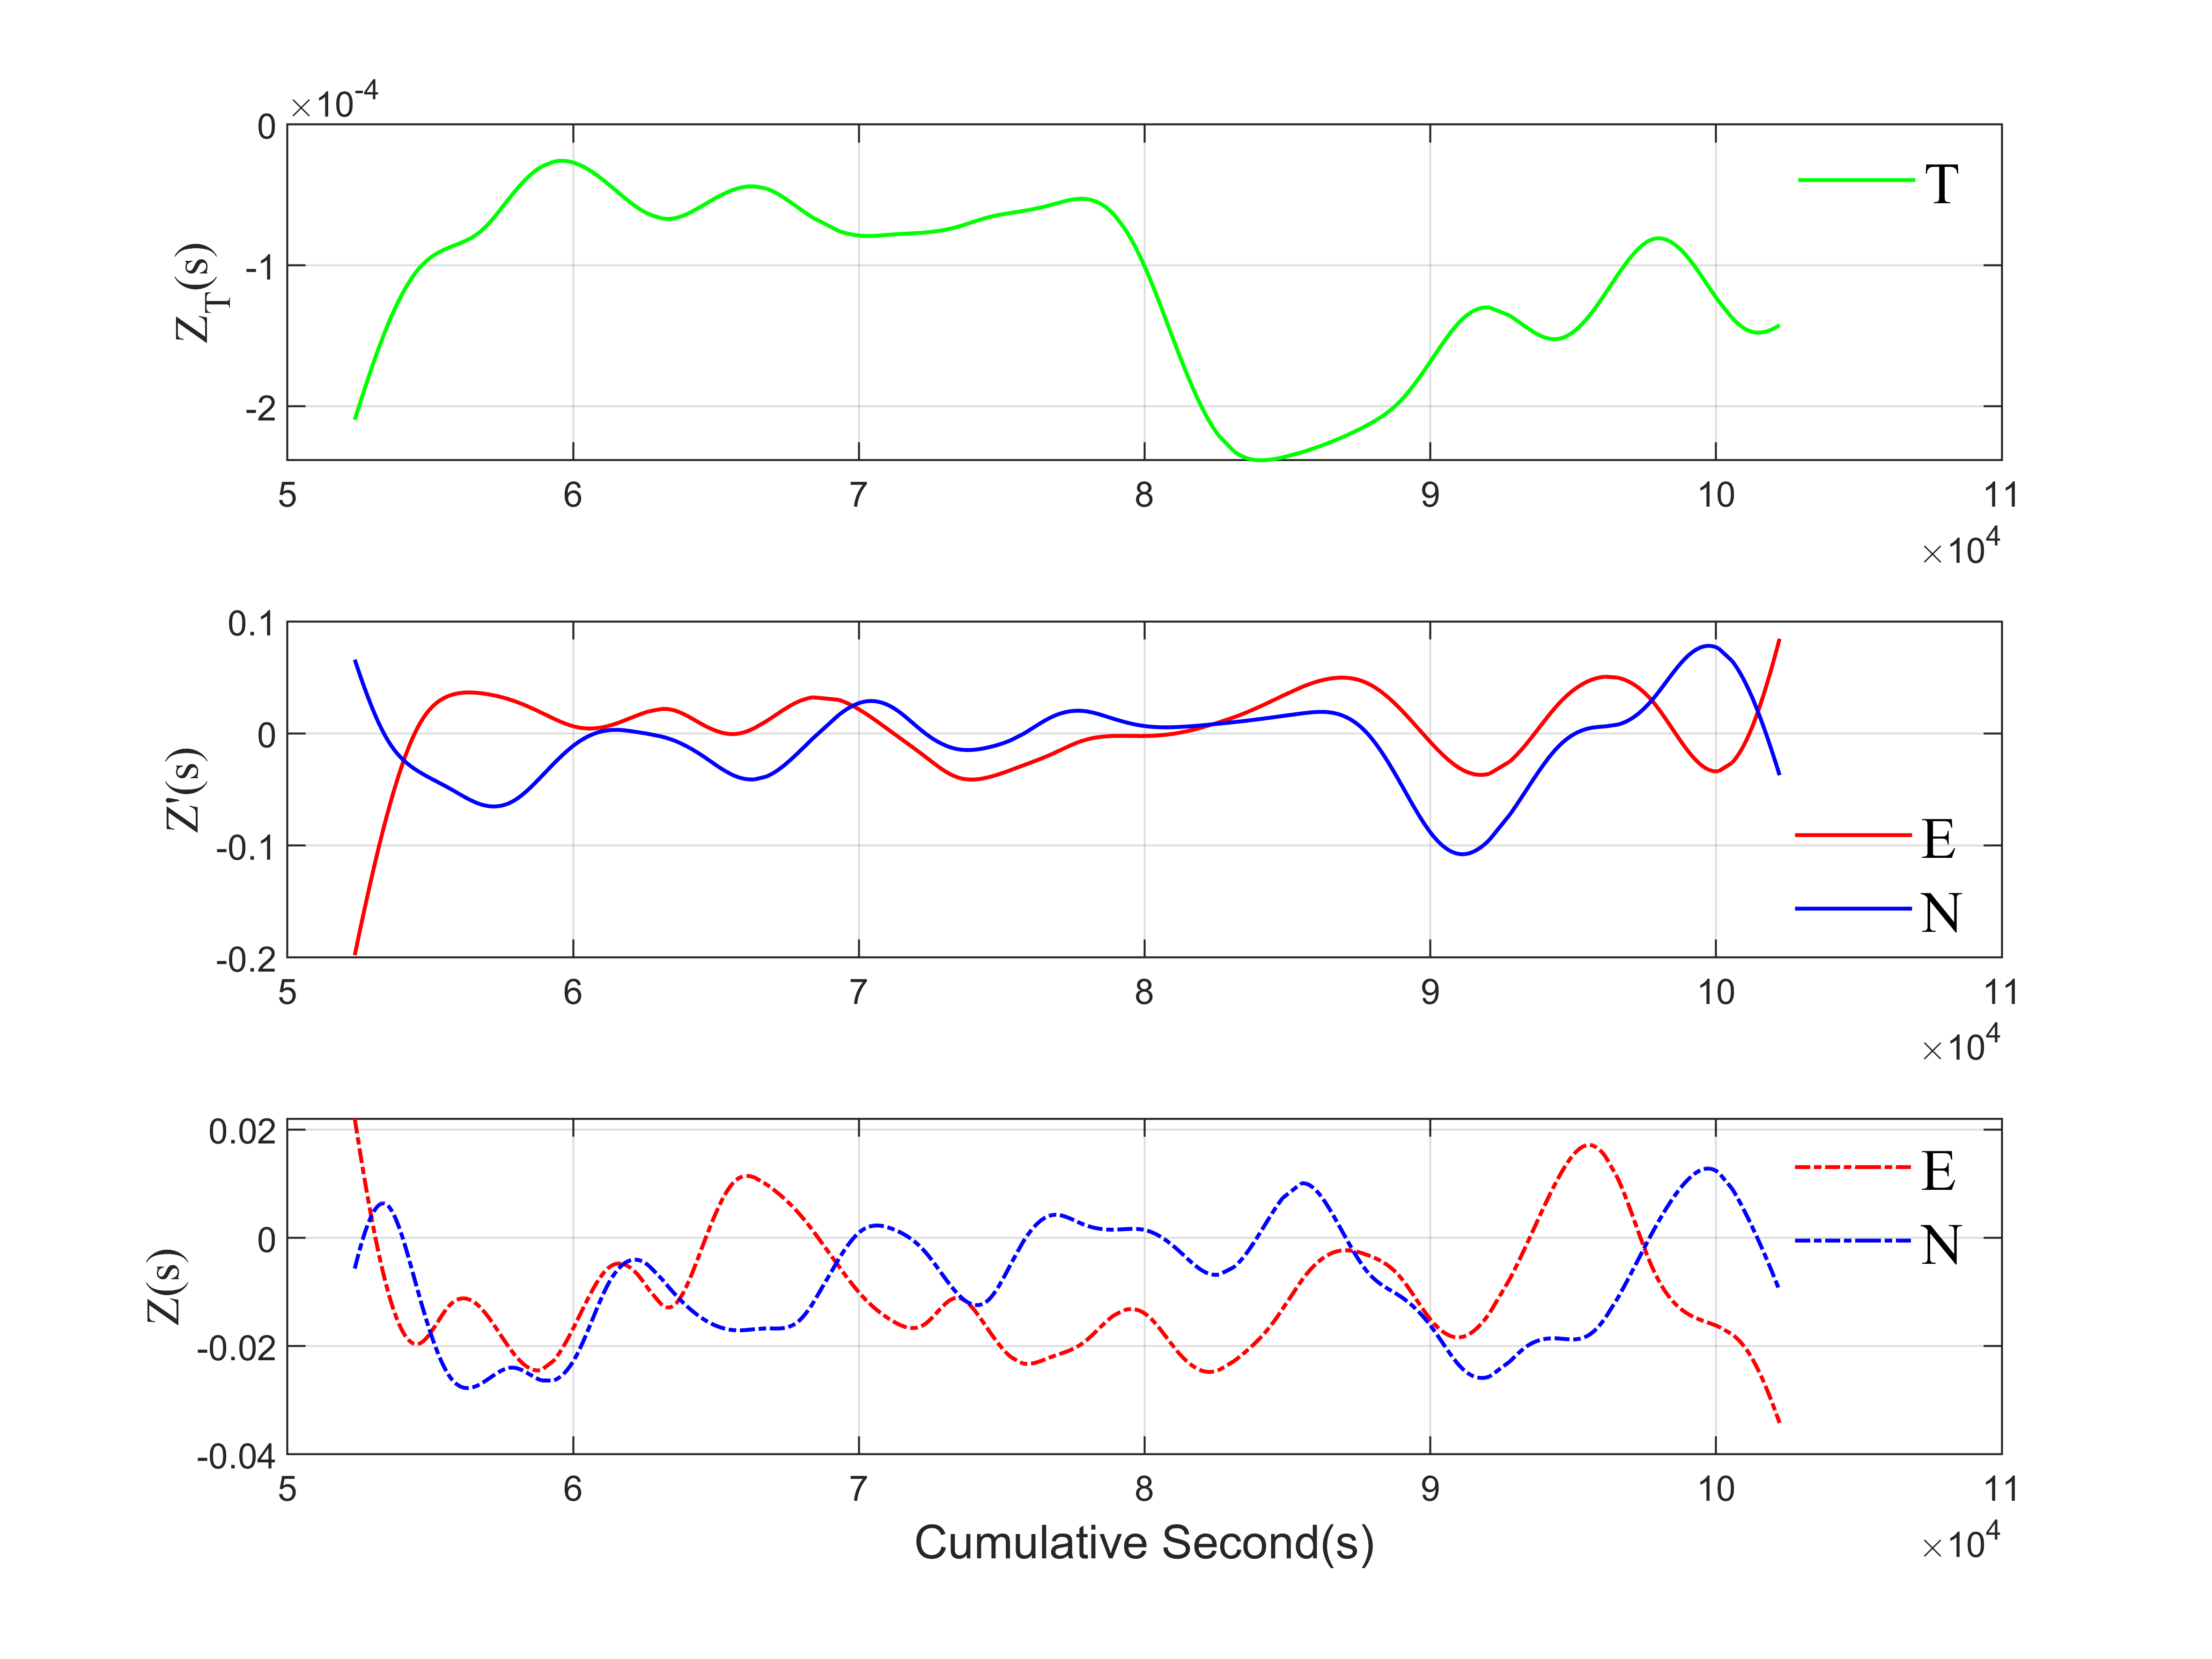 ×10^-4
0
-1
-2
Z_T(s)
T
5 6 7 8 9 10 11
×10^4
0.1
0
-0.1
-0.2
Z'(s)
E
N
5 6 7 8 9 10 11
×10^4
0.02
0
-0.02
-0.04
Z(s)
E
N
5 6 7 8 9 10 11
Cumulative Second(s)
×10^4